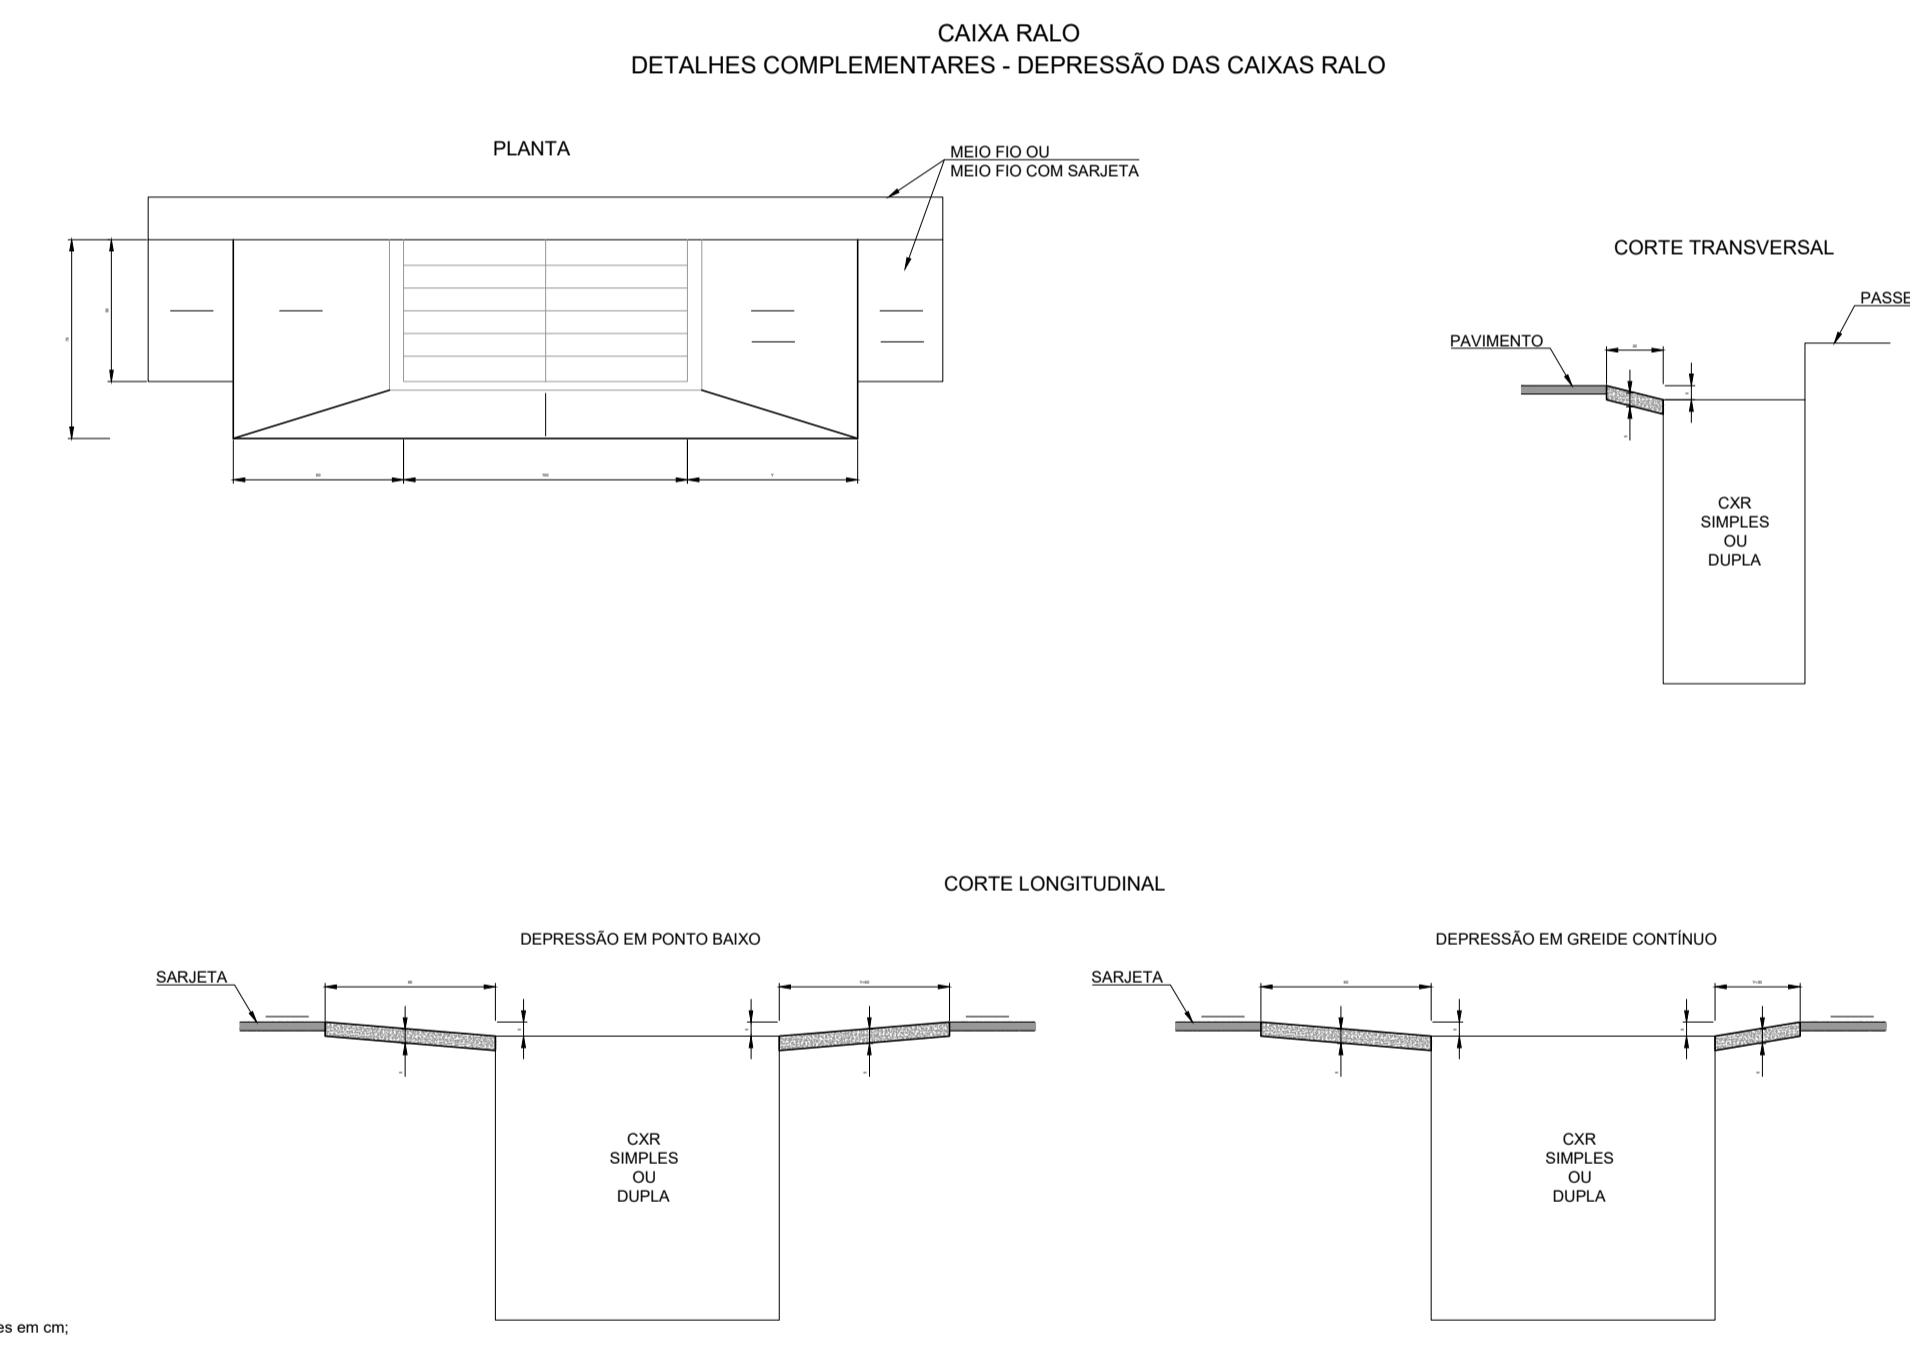 CAIXA RALO
DETALHES COMPLEMENTARES - DEPRESSÃO DAS CAIXAS RALO
PLANTA
MEIO FIO OU
MEIO FIO COM SARJETA
CORTE TRANSVERSAL
PASSE
PAVIMENTO
CXR
SIMPLES
OU
DUPLA
CORTE LONGITUDINAL
DEPRESSÃO EM PONTO BAIXO
DEPRESSÃO EM GREIDE CONTÍNUO
SARJETA
SARJETA
CXR
SIMPLES
OU
DUPLA
CXR
SIMPLES
OU
DUPLA
es em cm;